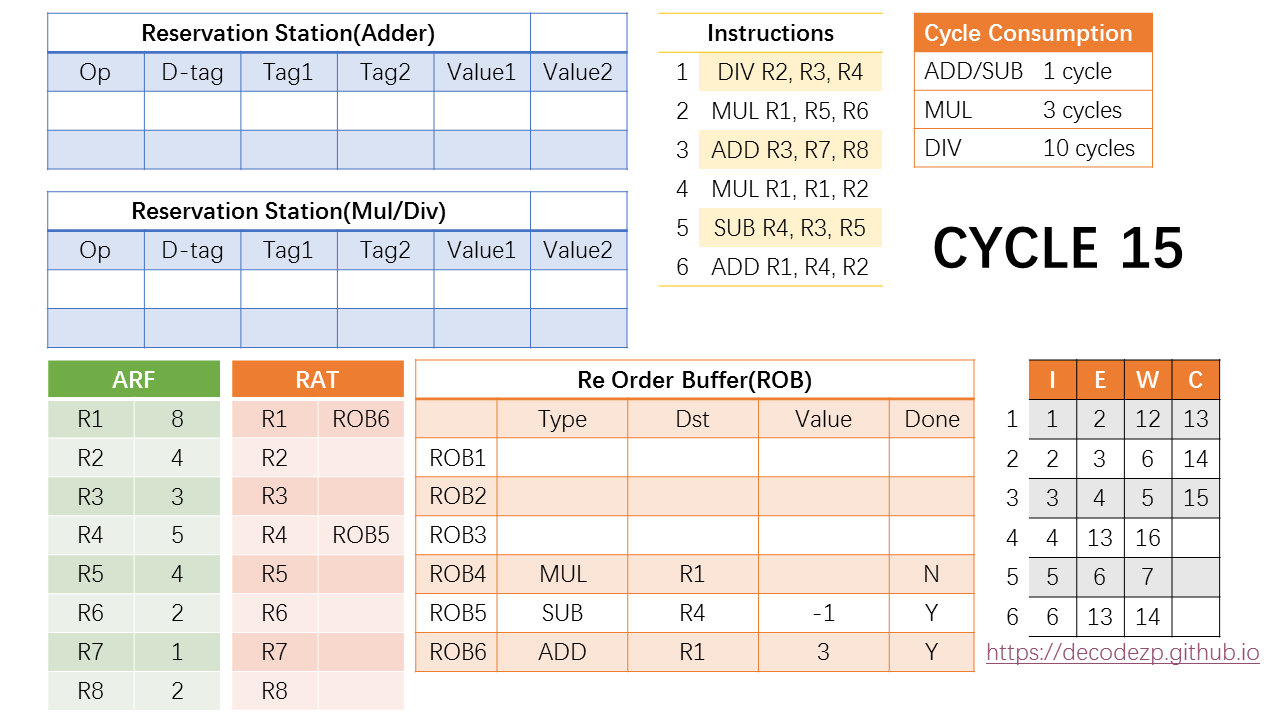 Reservation Station(Adder)
Op D-tag Tag1 Tag2 Value1 Value2
Reservation Station(Mul/Div)
Op D-tag Tag1 Tag2 Value1 Value2
Instructions
1 DIV R2, R3, R4
2 MUL R1, R5, R6
3 ADD R3, R7, R8
4 MUL R1, R1, R2
5 SUB R4, R3, R5
6 ADD R1, R4, R2
Cycle Consumption
ADD/SUB 1 cycle
MUL 3 cycles
DIV 10 cycles
CYCLE 15
ARF
R1 8
R2 4
R3 3
R4 5
R5 4
R6 2
R7 1
R8 2
RAT
R1 ROB6
R2
R3
R4 ROB5
R5
R6
R7
R8
Re Order Buffer(ROB)
Type Dst Value Done
ROB1
ROB2
ROB3
ROB4 MUL R1 N
ROB5 SUB R4 -1 Y
ROB6 ADD R1 3 Y
I E W C
1 1 2 12 13
2 2 3 6 14
3 3 4 5 15
4 4 13 16
5 5 6 7
6 6 13 14
https://decodezp.github.io